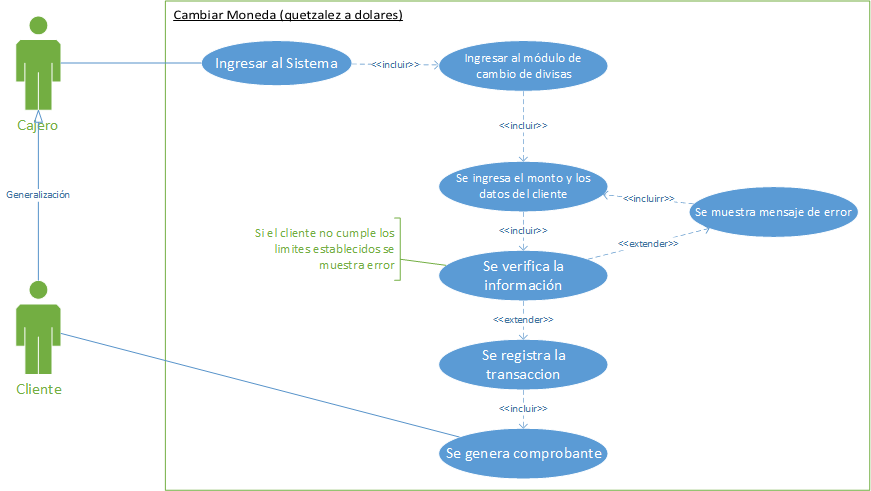 Cambiar Moneda (quetzalez a dolares)
Cajero
Generalización
Cliente
Ingresar al Sistema
<<incluir>>
Ingresar al módulo de
cambio de divisas
<<incluir>>
Se ingresa el monto y los
datos del cliente
<<incluirr>>
Se muestra mensaje de error
<<incluir>>
<<extender>>
Si el cliente no cumple los
limites establecidos se
muestra error
Se verifica la
información
<<extender>>
Se registra la
transaccion
<<incluir>>
Se genera comprobante